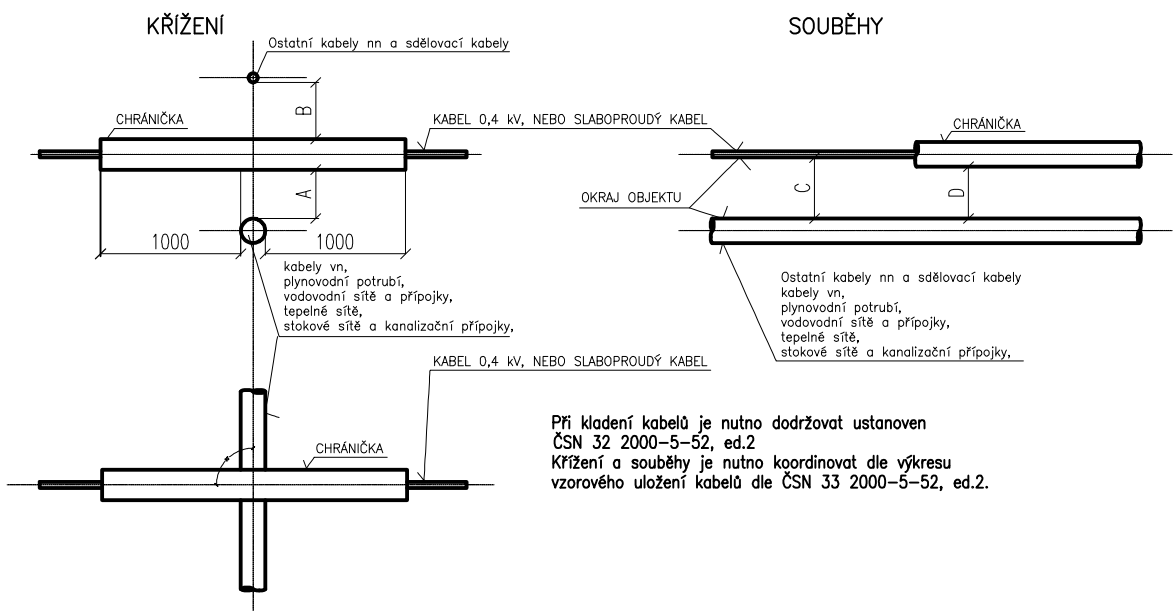 KŘÍŽENÍ
Ostatní kabely nn a sdělovací kabely
B
CHRÁNIČKA
KABEL 0,4 kV, NEBO SLABOPROUDÝ KABEL
A
1000
1000
kabely vn,
plynovodní potrubí,
vodovodní sítě a přípojky,
tepelné sítě,
stokové sítě a kanalizační přípojky,
KABEL 0,4 kV, NEBO SLABOPROUDÝ KABEL
CHRÁNIČKA
SOUBĚHY
CHRÁNIČKA
C
D
OKRAJ OBJEKTU
Ostatní kabely nn a sdělovací kabely
kabely vn,
plynovodní potrubí,
vodovodní sítě a přípojky,
tepelné sítě,
stokové sítě a kanalizační přípojky,
Při kladení kabelů je nutno dodržovat ustanoven
ČSN 32 2000-5-52, ed.2
Křížení a souběhy je nutno koordinovat dle výkresu
vzorového uložení kabelů dle ČSN 33 2000-5-52, ed.2.